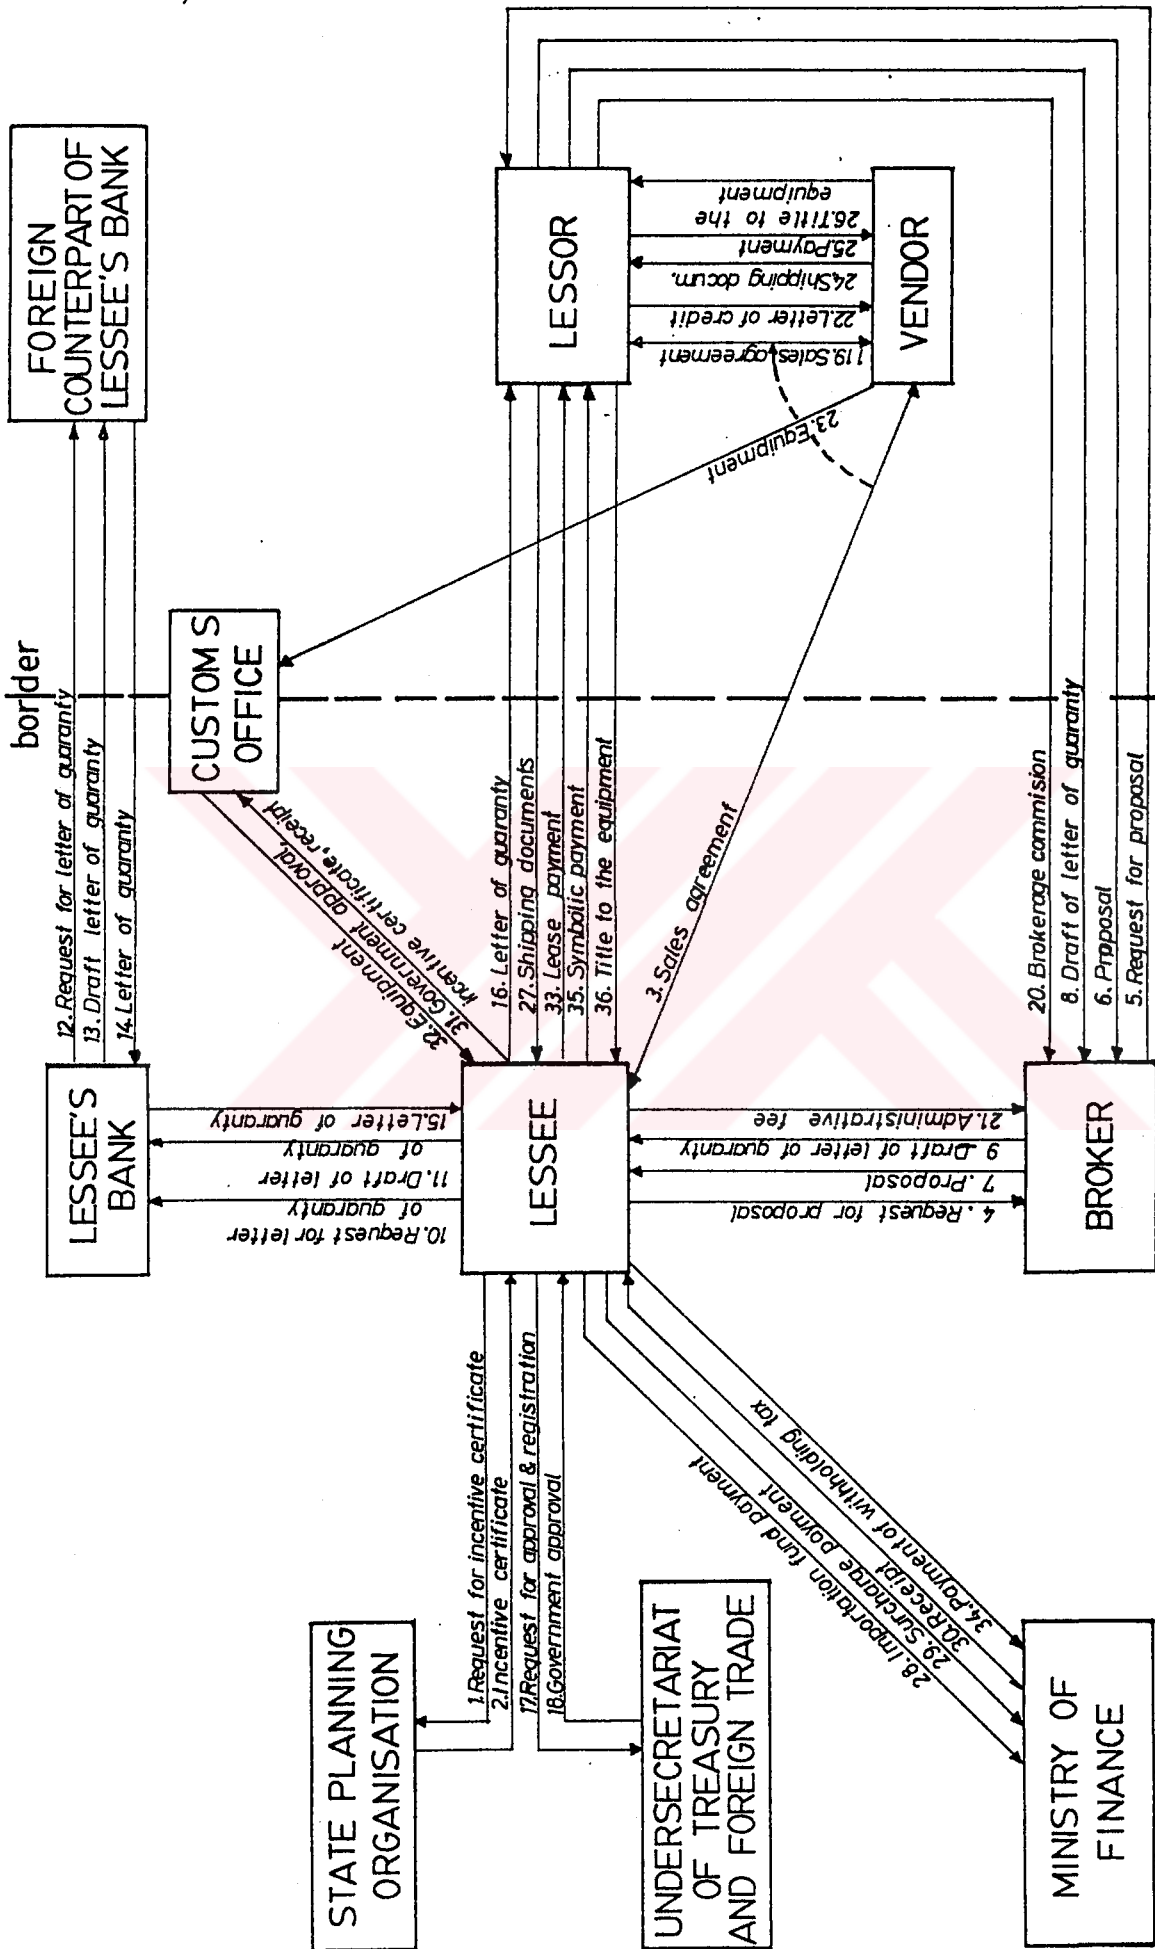 border
FOREIGN
COUNTERPART OF
LESSEE'S BANK
12. Request for letter of guaranty
13. Draft letter of guaranty
14. Letter of guaranty
LESSEE'S
BANK
CUSTOMS
OFFICE
32. Equipment
31. Government approval,
incentive certificate, receipt
10. Request for letter
of guaranty
11. Draft of letter
of guaranty
15. Letter of guaranty
STATE PLANNING
ORGANISATION
1. Request for incentive certificate
2. Incentive certificate
17. Request for approval & registration
18. Government approval
UNDERSECRETARIAT
OF TREASURY
AND FOREIGN TRADE
LESSEE
16. Letter of guaranty
27. Shipping documents
33. Lease payment
35. Symbolic payment
36. Title to the equipment
LESSOR
119. Sales agreement
22. Letter of credit
24. Shipping docum.
25. Payment
26. Title to the
equipment
23. Equipment
VENDOR
3. Sales agreement
28. Importation fund payment
29. Surcharge payment
30. Receipt
34. Payment of withholding tax
MINISTRY OF
FINANCE
4. Request for proposal
7. Proposal
9 Draft of letter of guaranty
21. Administrative fee
BROKER
20. Brokerage commision
8. Draft of letter of guaranty
6. Proposal
5. Request for proposal